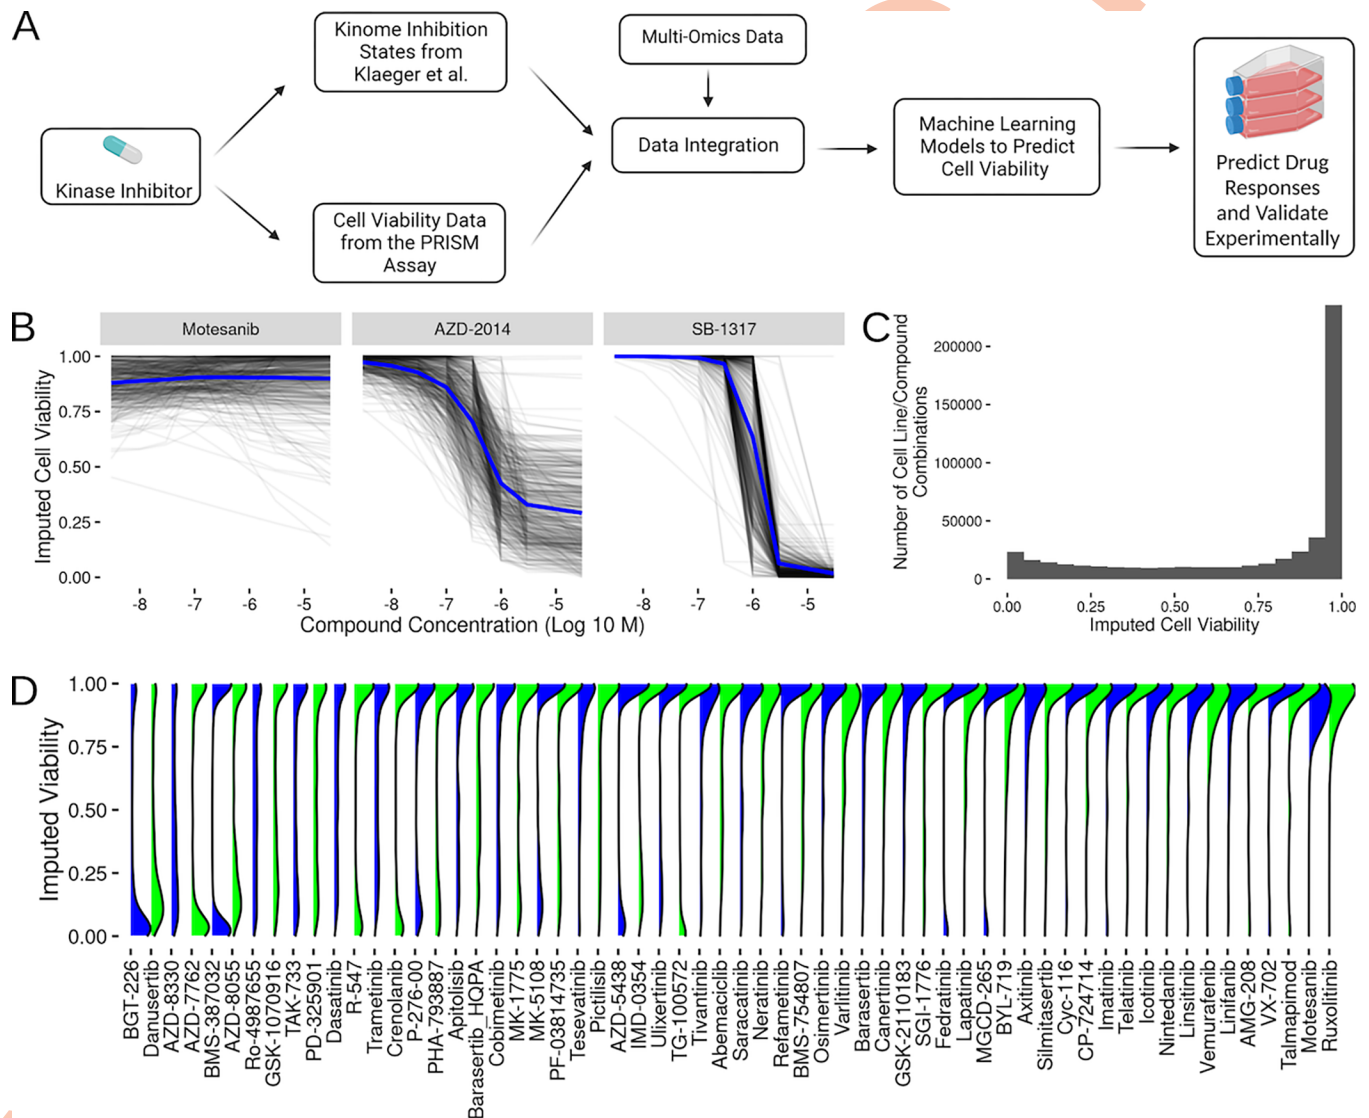 A
Kinase Inhibitor
Kinome Inhibition
States from
Klaeger et al.
Cell Viability Data
from the PRISM
Assay
Multi-Omics Data
Data Integration
Machine Learning
Models to Predict
Cell Viability
Predict Drug
Responses
and Validate
Experimentally
B
Motesanib
AZD-2014
SB-1317
Imputed Cell Viability
1.00
0.75
0.50
0.25
0.00
-8 -7 -6 -5
-8 -7 -6 -5
-8 -7 -6 -5
Compound Concentration (Log 10 M)
C
Number of Cell Line/Compound
Combinations
200000
150000
100000
50000
0
0.00 0.25 0.50 0.75 1.00
Imputed Cell Viability
D
Imputed Viability
1.00
0.75
0.50
0.25
0.00
BGT-226
Danusertib
AZD-8330
AZD-7762
BMS-387032
AZD-8055
Ro-4987655
GSK-1070916
TAK-733
PD-325901
Dasatinib
R-547
Trametinib
Crenolanib
P-276-00
PHA-793887
Apitolisib
Barasertib_HQPA
Cobimetinib
MK-1775
MK-5108
PF-03814735
Tesevatinib
Pictilisib
AZD-5438
IMD-0354
Ulixertinib
TG-100572
Tivantinib
Abemaciclib
Saracatinib
Neratinib
Refametinib
BMS-754807
Osimertinib
Varlitinib
Barasertib
Canertinib
GSK-2110183
SGI-1776
Fedratinib
Lapatinib
MGCD-265
BYL-719
Axitinib
Silmitasertib
Cyc-116
CP-724714
Imatinib
Telatinib
Icotinib
Nintedanib
Linsitinib
Vemurafenib
Linifanib
AMG-208
VX-702
Talmapimod
Motesanib
Ruxolitinib